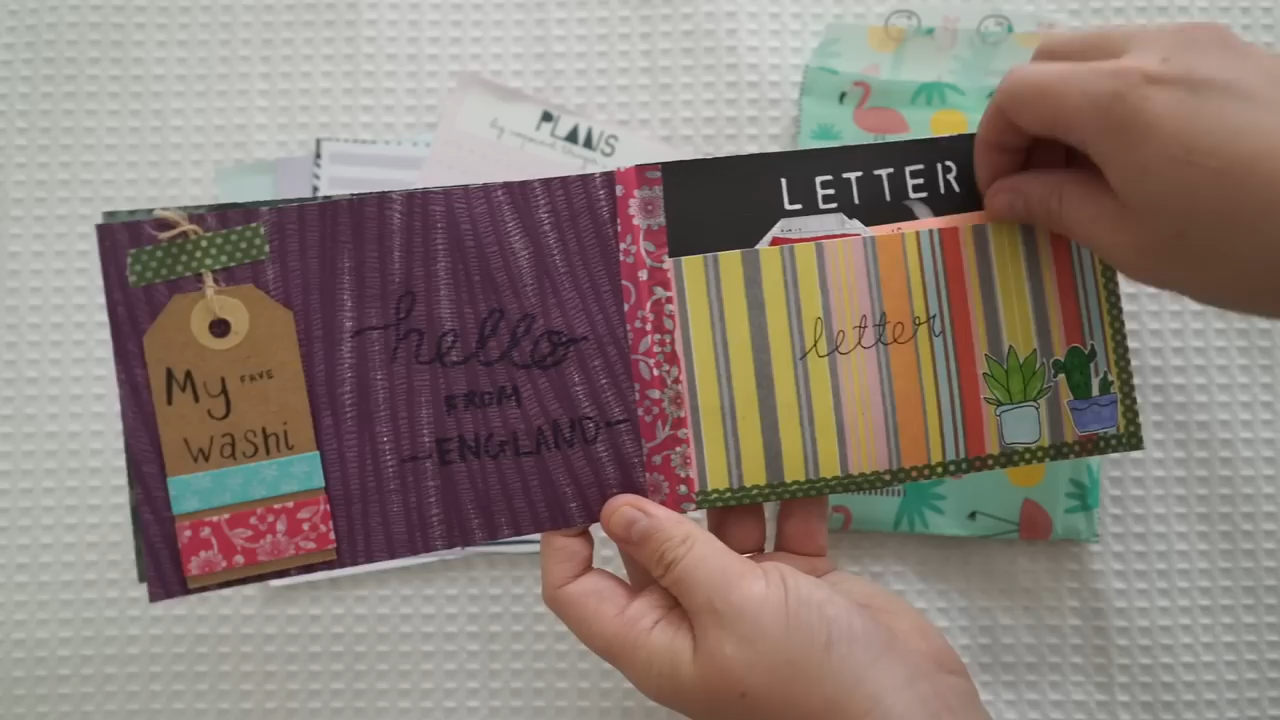 PLANS
LETTER
My FAVE
washi
hello
FROM
-ENGLAND-
letter